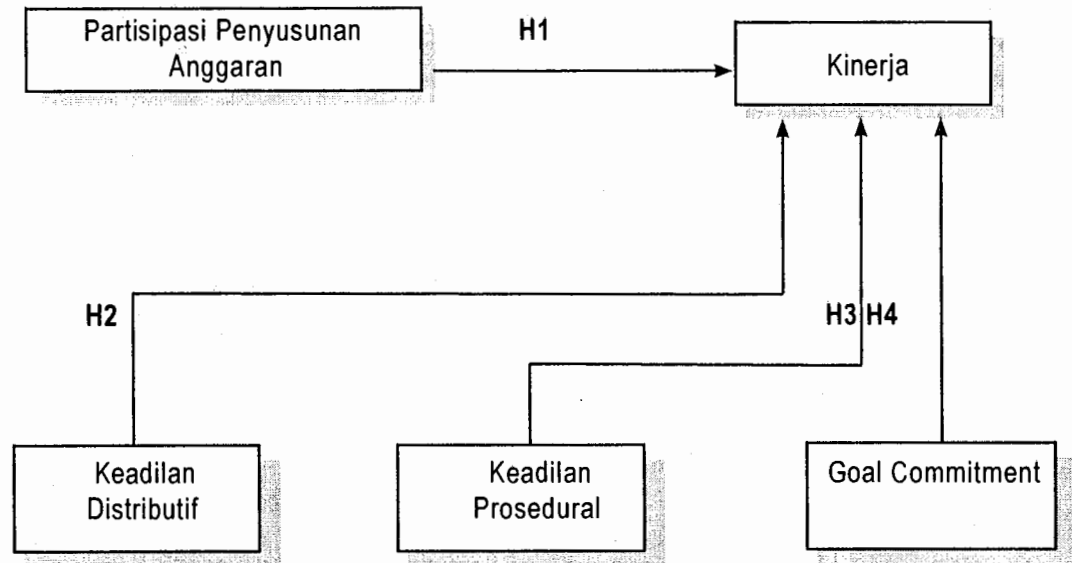 Partisipasi Penyusunan
Anggaran
H1
Kinerja
H2
H3 H4
Keadilan
Distributif
Keadilan
Prosedural
Goal Commitment